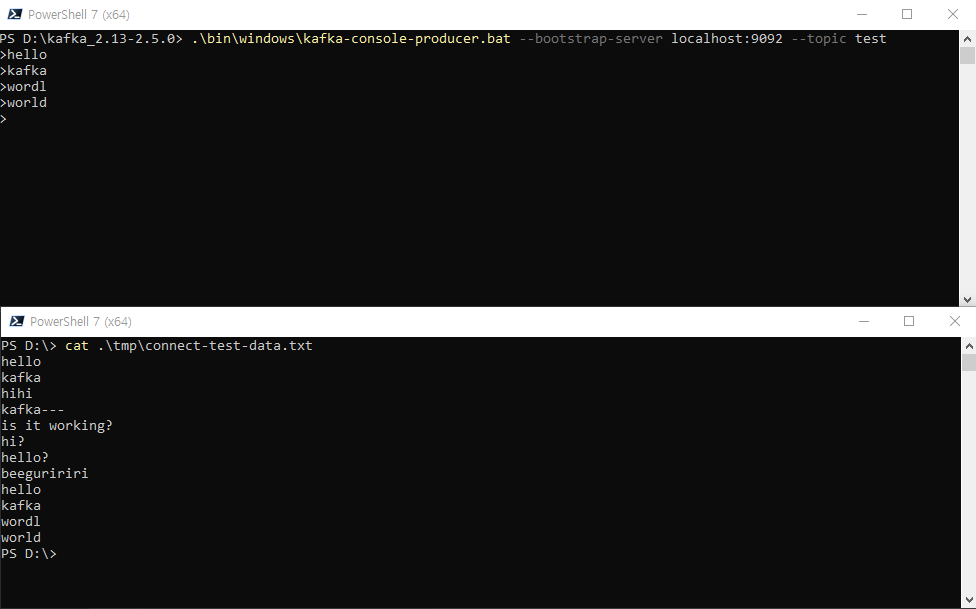 PowerShell 7 (x64)
PS D:\kafka_2.13-2.5.0> .\bin\windows\kafka-console-producer.bat --bootstrap-server localhost:9092 --topic test
>hello
>kafka
>wordl
>world
>
PowerShell 7 (x64)
PS D:\> cat .\tmp\connect-test-data.txt
hello
kafka
hihi
kafka---
is it working?
hi?
hello?
beeguriririi
hello
kafka
wordl
world
PS D:\>